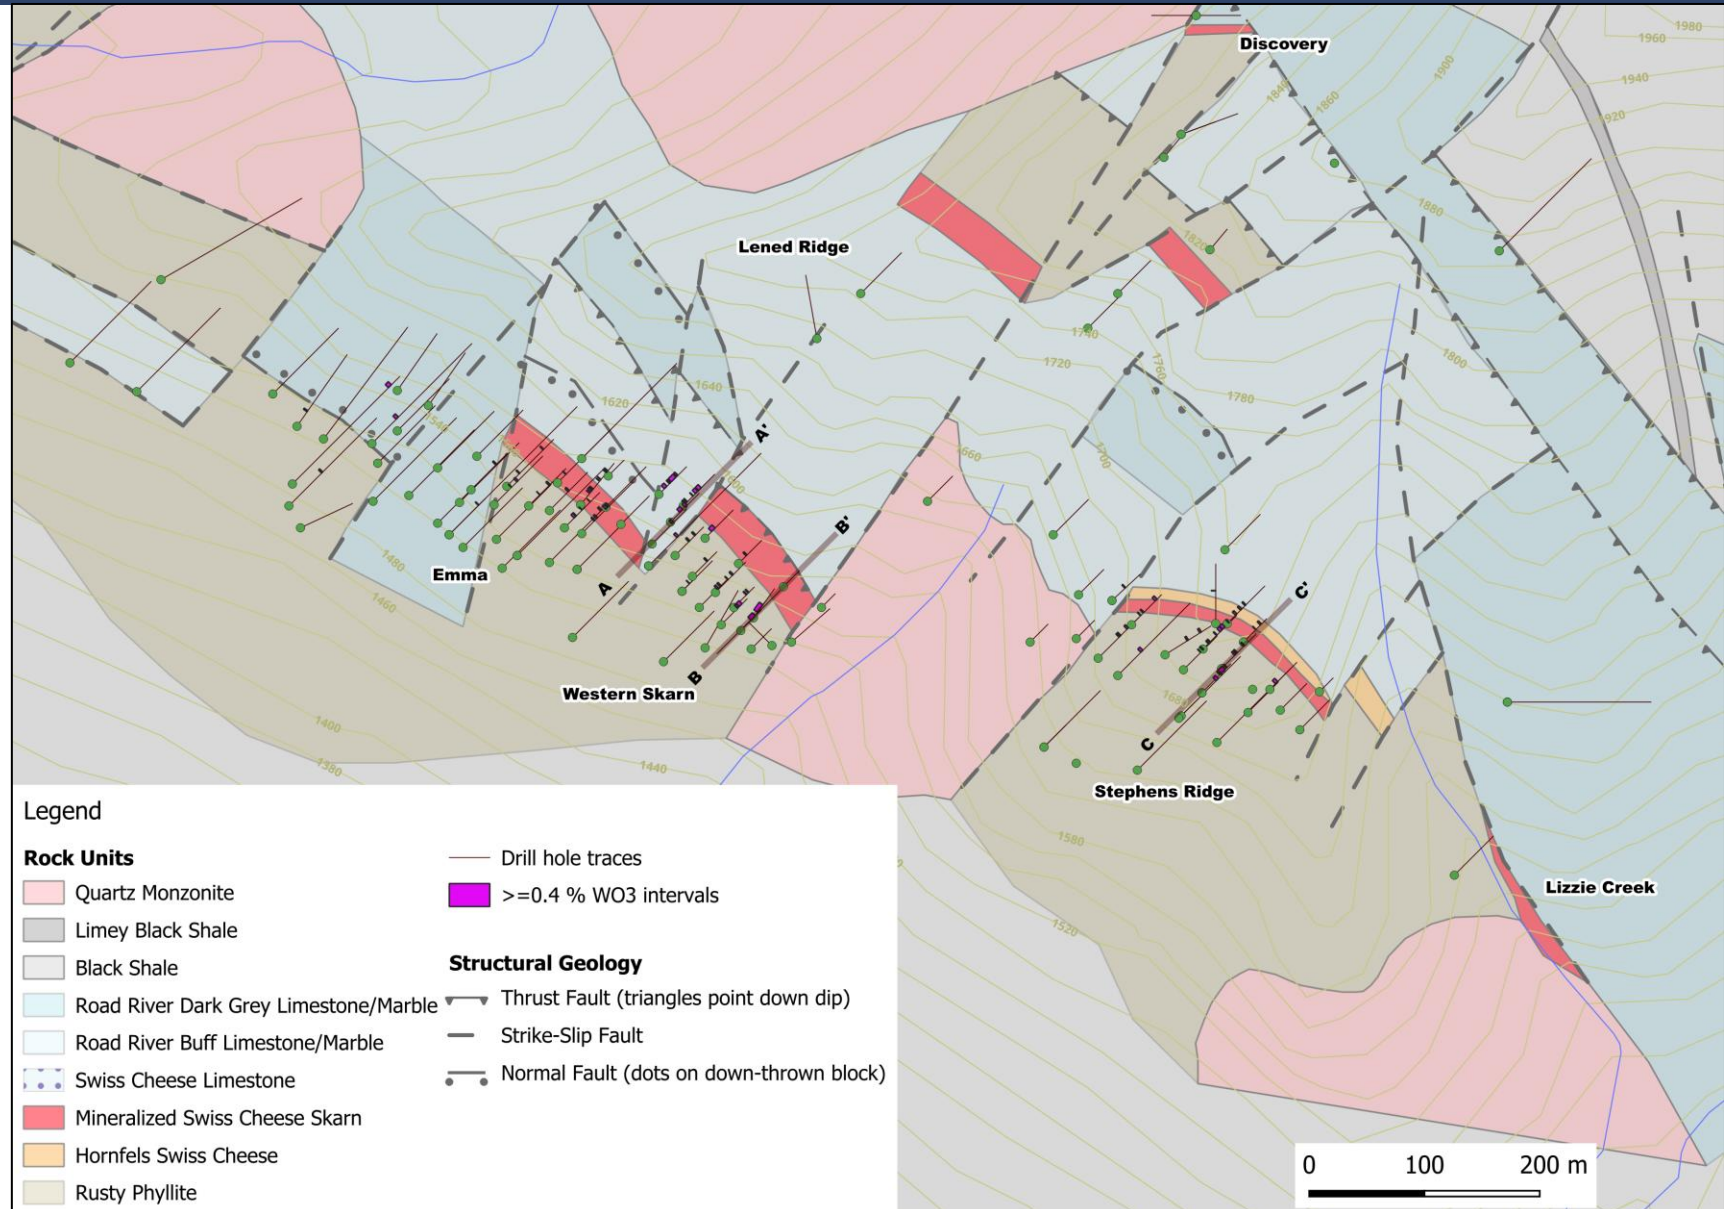 Discovery
Lened Ridge
Emma
Western Skarn
Stephens Ridge
Lizzie Creek
A
A'
B
B'
C
C'
1980
1960
1940
1920
1900
1840
1860
1880
1820
1800
1740
1720
1760
1780
1640
1620
1600
1660
1700
1680
1540
1480
1460
1400
1380
1440
1580
1520
Legend
Rock Units
Quartz Monzonite
Limey Black Shale
Black Shale
Road River Dark Grey Limestone/Marble
Road River Buff Limestone/Marble
Swiss Cheese Limestone
Mineralized Swiss Cheese Skarn
Hornfels Swiss Cheese
Rusty Phyllite
Drill hole traces
>=0.4 % WO3 intervals
Structural Geology
Thrust Fault (triangles point down dip)
Strike-Slip Fault
Normal Fault (dots on down-thrown block)
0 100 200 m